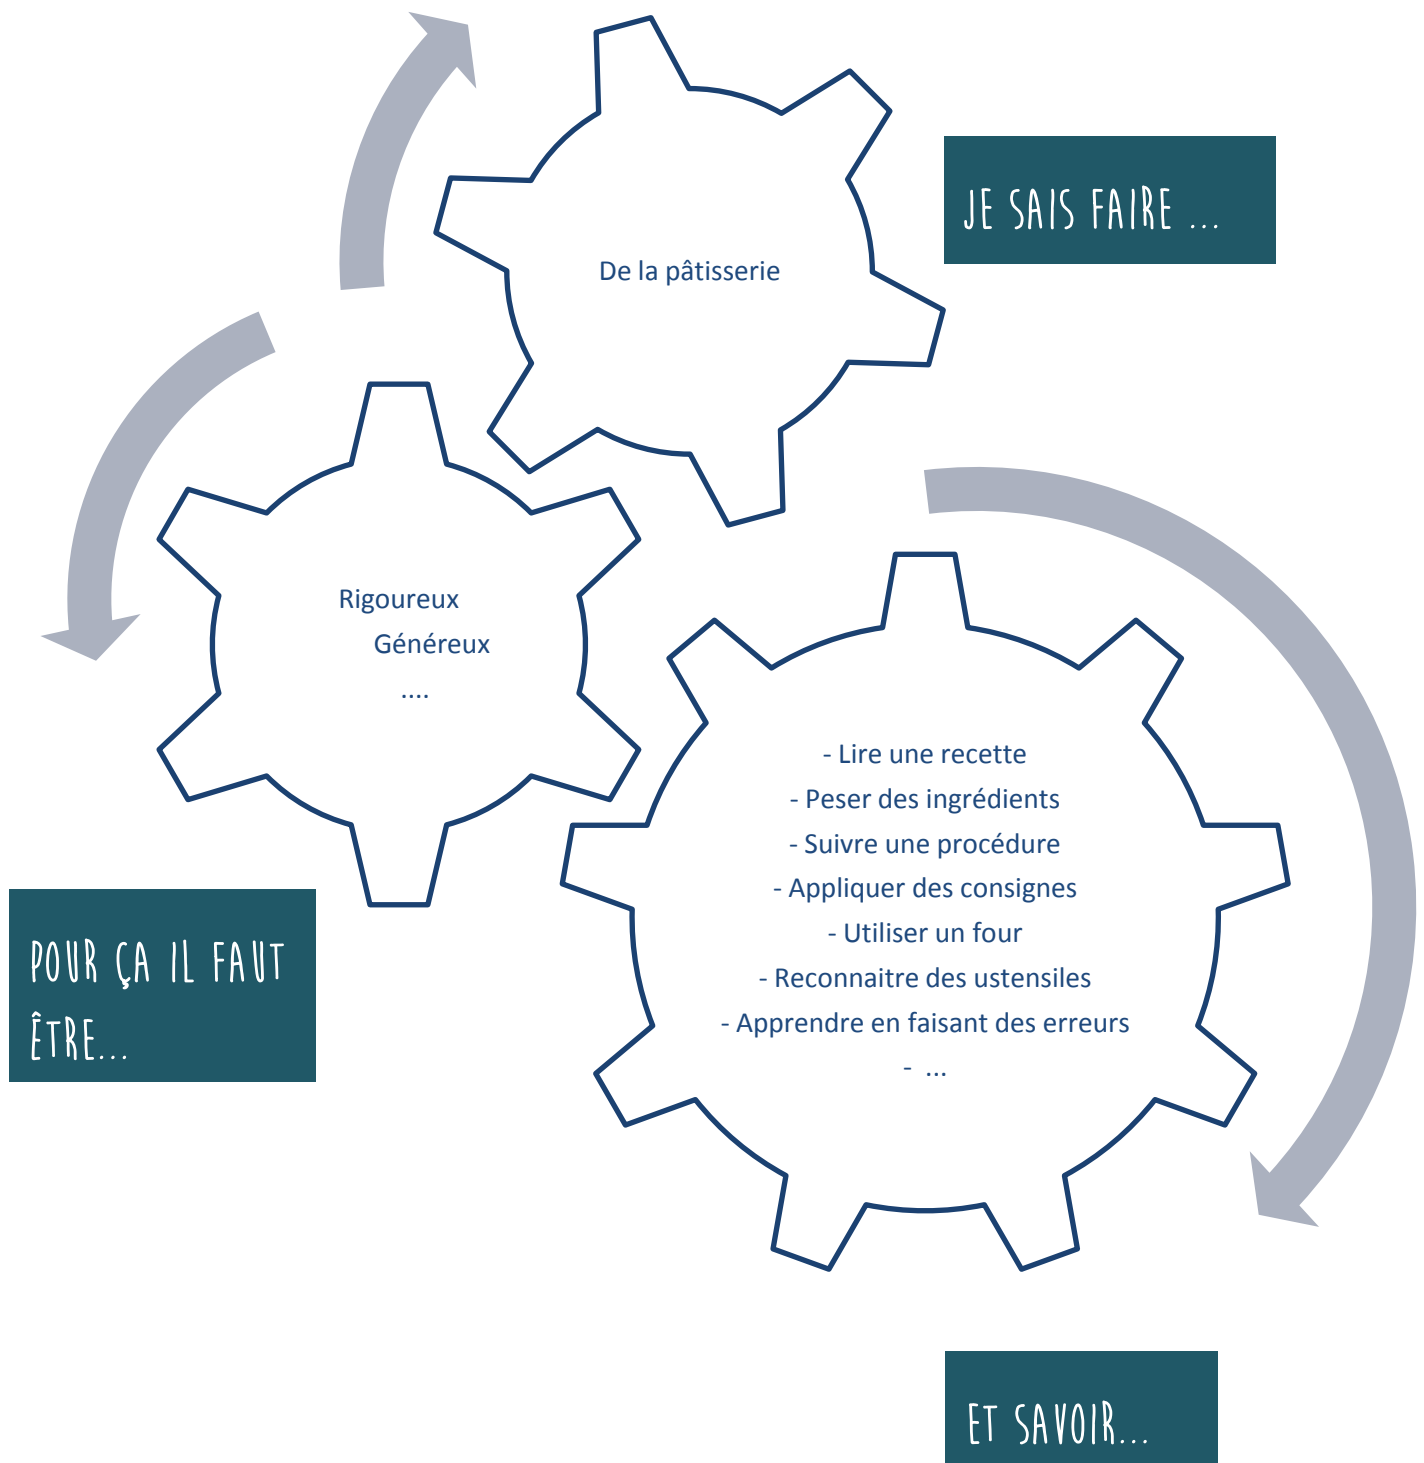 JE SAIS FAIRE ...
De la pâtisserie
Rigoureux
Généreux
....
POUR ÇA IL FAUT
ÊTRE...
- Lire une recette
- Peser des ingrédients
- Suivre une procédure
- Appliquer des consignes
- Utiliser un four
- Reconnaitre des ustensiles
- Apprendre en faisant des erreurs
- ...
ET SAVOIR...